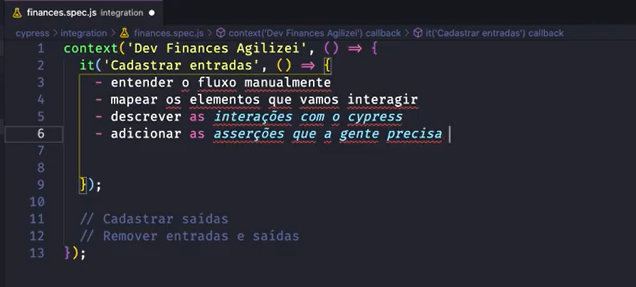 finances.spec.js integration ●
cypress > integration > finances.spec.js > context('Dev Finances Agilizei') callback > it('Cadastrar entradas') callback
1 context('Dev Finances Agilizei', () => {
2 it('Cadastrar entradas', () => {
3 - entender o fluxo manualmente
4 - mapear os elementos que vamos interagir
5 - descrever as interações com o cypress
6 - adicionar as asserções que a gente precisa
7
8
9 });
10
11 // Cadastrar saídas
12 // Remover entradas e saídas
13 });